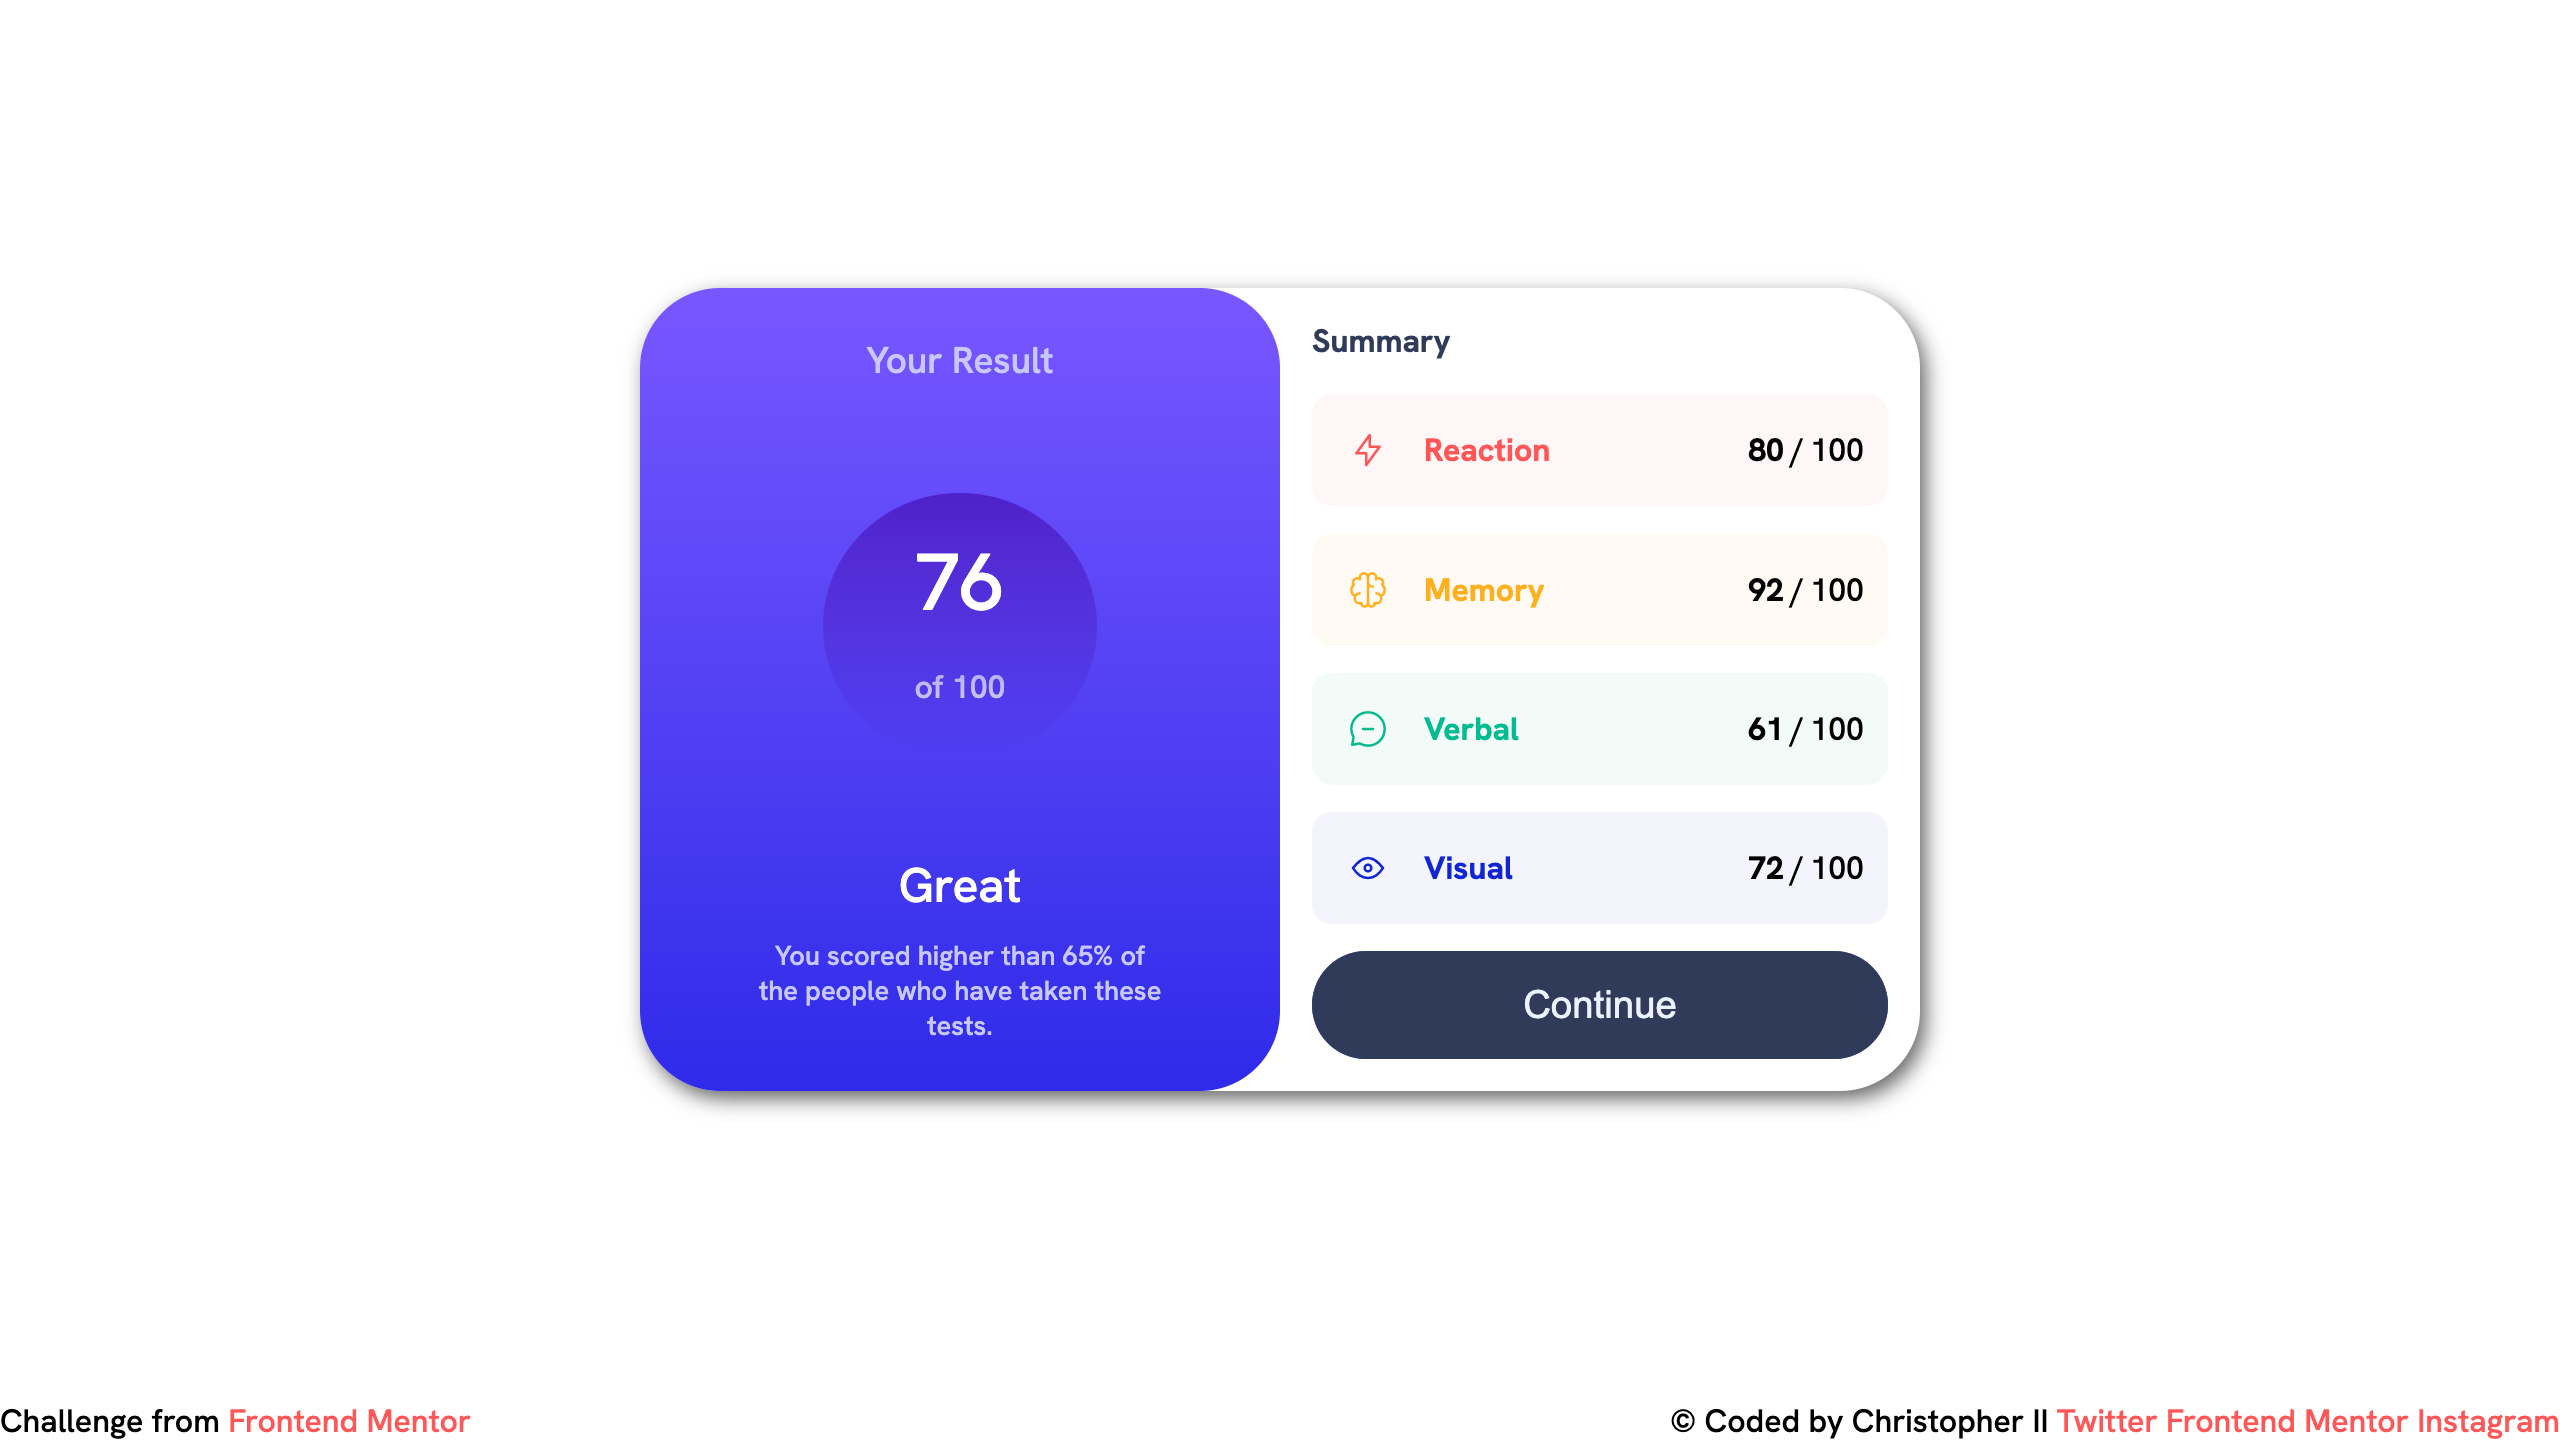 Your Result
76
of 100
Great
You scored higher than 65% of
the people who have taken these
tests.
Summary
Reaction 80 / 100
Memory 92 / 100
Verbal 61 / 100
Visual 72 / 100
Continue
Challenge from Frontend Mentor
© Coded by Christopher II Twitter Frontend Mentor Instagram